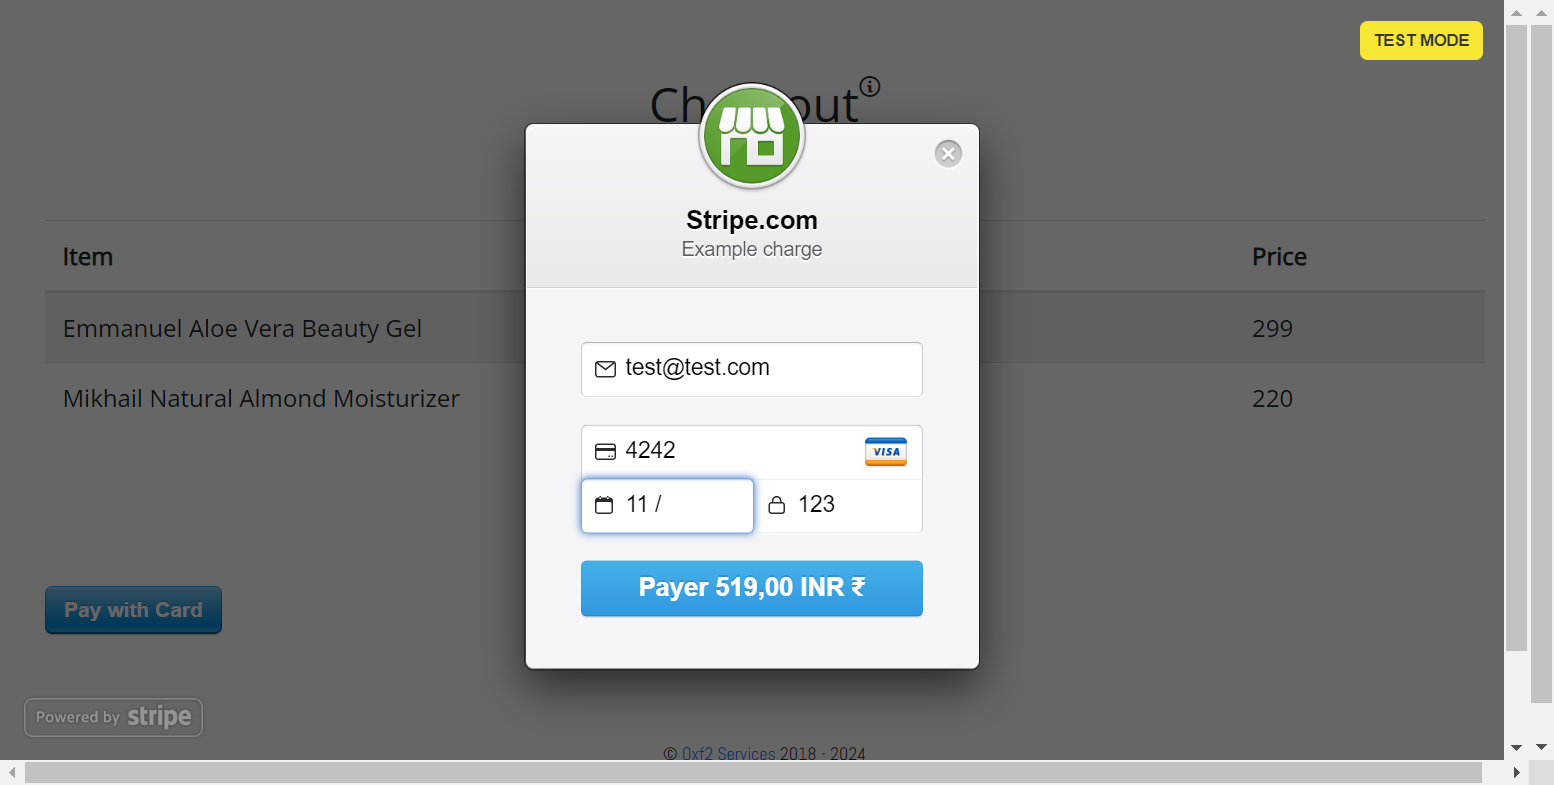 TEST MODE
Ch out
Stripe.com
Example charge
Item Price
Emmanuel Aloe Vera Beauty Gel 299
test@test.com
Mikhail Natural Almond Moisturizer 220
4242 VISA
11 / 123
Payer 519,00 INR ₹
Pay with Card
Powered by stripe
© Qxf2 Services 2018 - 2024